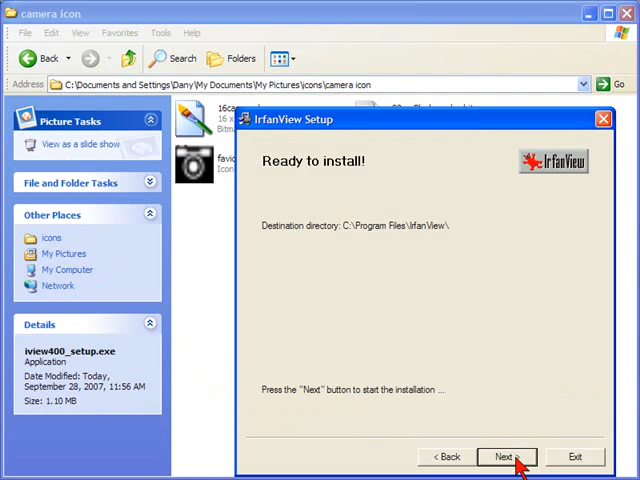 camera icon
File Edit View Favorites Tools Help
Back Search Folders
Address C:\Documents and Settings\Dany\My Documents\My Pictures\icons\camera icon Go
Picture Tasks
View as a slide show
File and Folder Tasks
Other Places
icons
My Pictures
My Computer
Network
Details
iview400_setup.exe
Application
Date Modified: Today,
September 28, 2007, 11:56 AM
Size: 1.10 MB
16 x
IrfanView Setup
Ready to install!
IrfanView
Destination directory: C:\Program Files\IrfanView\
Press the "Next" button to start the installation ...
< Back Next > Exit